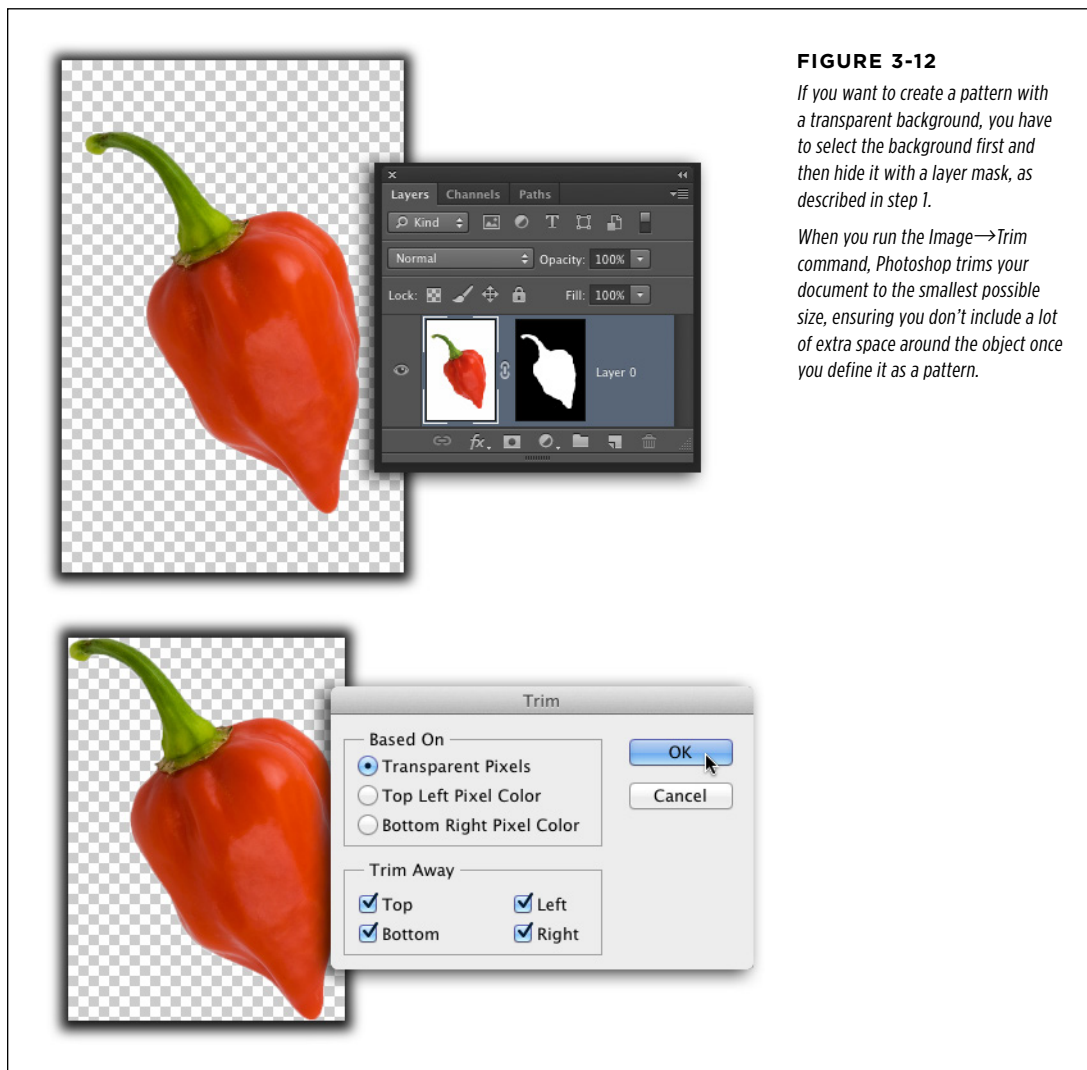 FIGURE 3-12
If you want to create a pattern with
a transparent background, you have
to select the background first and
then hide it with a layer mask, as
described in step 1.
When you run the Image→Trim
command, Photoshop trims your
document to the smallest possible
size, ensuring you don’t include a lot
of extra space around the object once
you define it as a pattern.
Layers Channels Paths
Kind
Normal Opacity: 100%
Lock: Fill: 100%
Layer 0
fx
Trim
Based On
Transparent Pixels
Top Left Pixel Color
Bottom Right Pixel Color
OK
Cancel
Trim Away
Top Left
Bottom Right